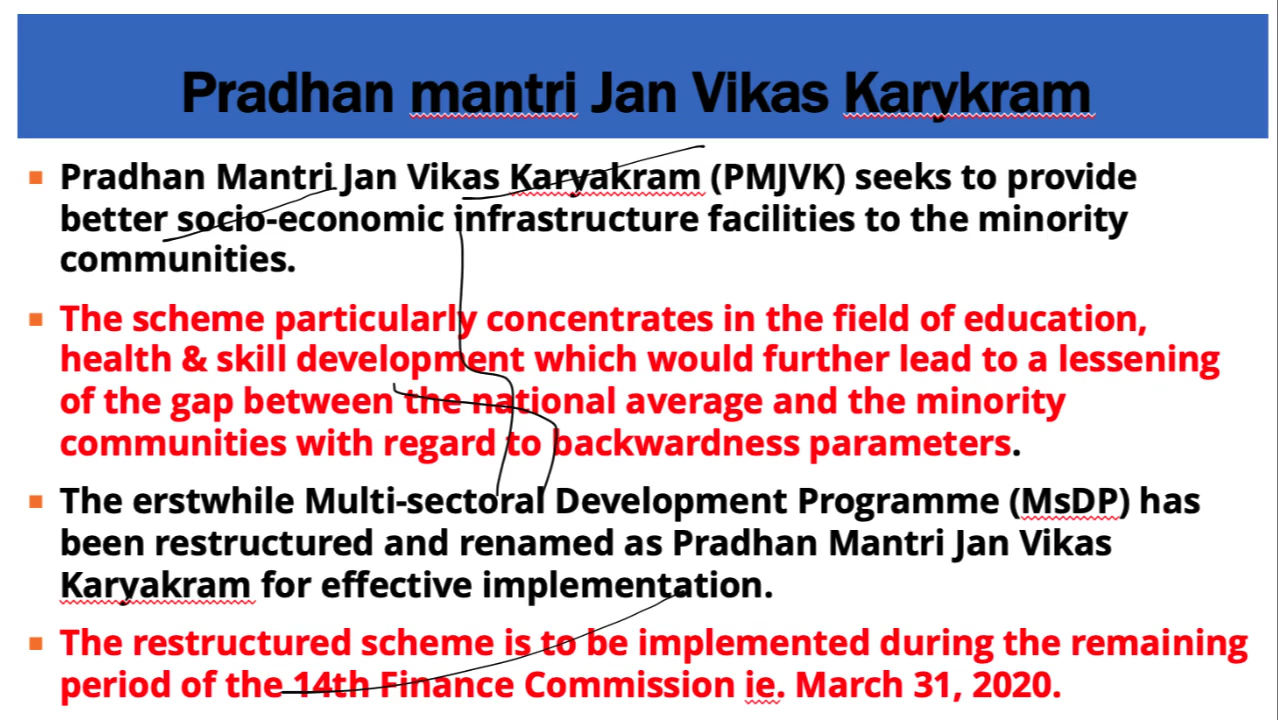 Pradhan mantri Jan Vikas Karykram
Pradhan Mantri Jan Vikas Karyakram (PMJVK) seeks to provide
better socio-economic infrastructure facilities to the minority
communities.
The scheme particularly concentrates in the field of education,
health & skill development which would further lead to a lessening
of the gap between the national average and the minority
communities with regard to backwardness parameters.
The erstwhile Multi-sectoral Development Programme (MsDP) has
been restructured and renamed as Pradhan Mantri Jan Vikas
Karyakram for effective implementation.
The restructured scheme is to be implemented during the remaining
period of the 14th Finance Commission ie. March 31, 2020.